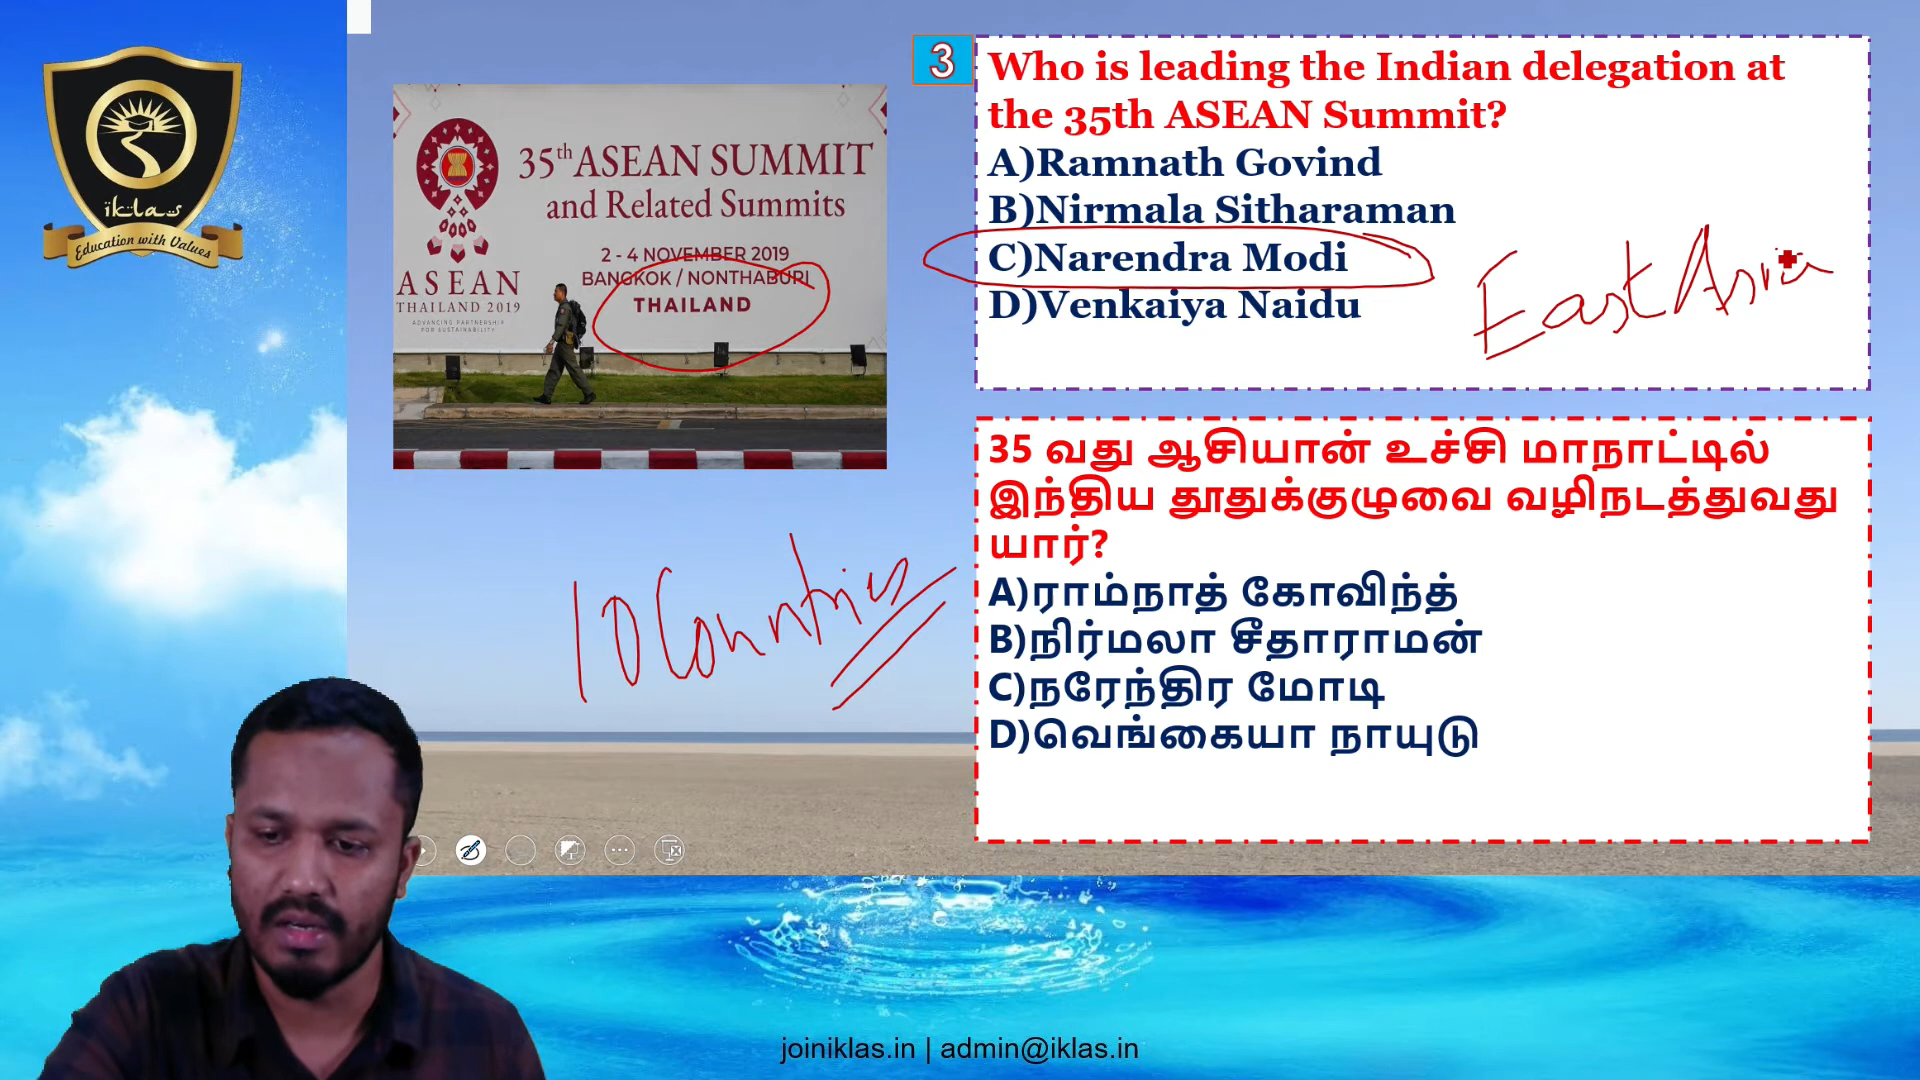 iklas
Education with Values
35th ASEAN SUMMIT
and Related Summits
2 - 4 NOVEMBER 2019
BANGKOK / NONTHABURI
THAILAND
ASEAN
THAILAND 2019
ADVANCING PARTNERSHIP
FOR SUSTAINABILITY
10 Countries
3
Who is leading the Indian delegation at
the 35th ASEAN Summit?
A)Ramnath Govind
B)Nirmala Sitharaman
C)Narendra Modi
D)Venkaiya Naidu
East Asia
35 வது ஆசியான் உச்சி மாநாட்டில்
இந்திய தூதுக்குழுவை வழிநடத்துவது
யார்?
A)ராம்நாத் கோவிந்த்
B)நிர்மலா சீதாராமன்
C)நரேந்திர மோடி
D)வெங்கையா நாயுடு
joiniklas.in | admin@iklas.in